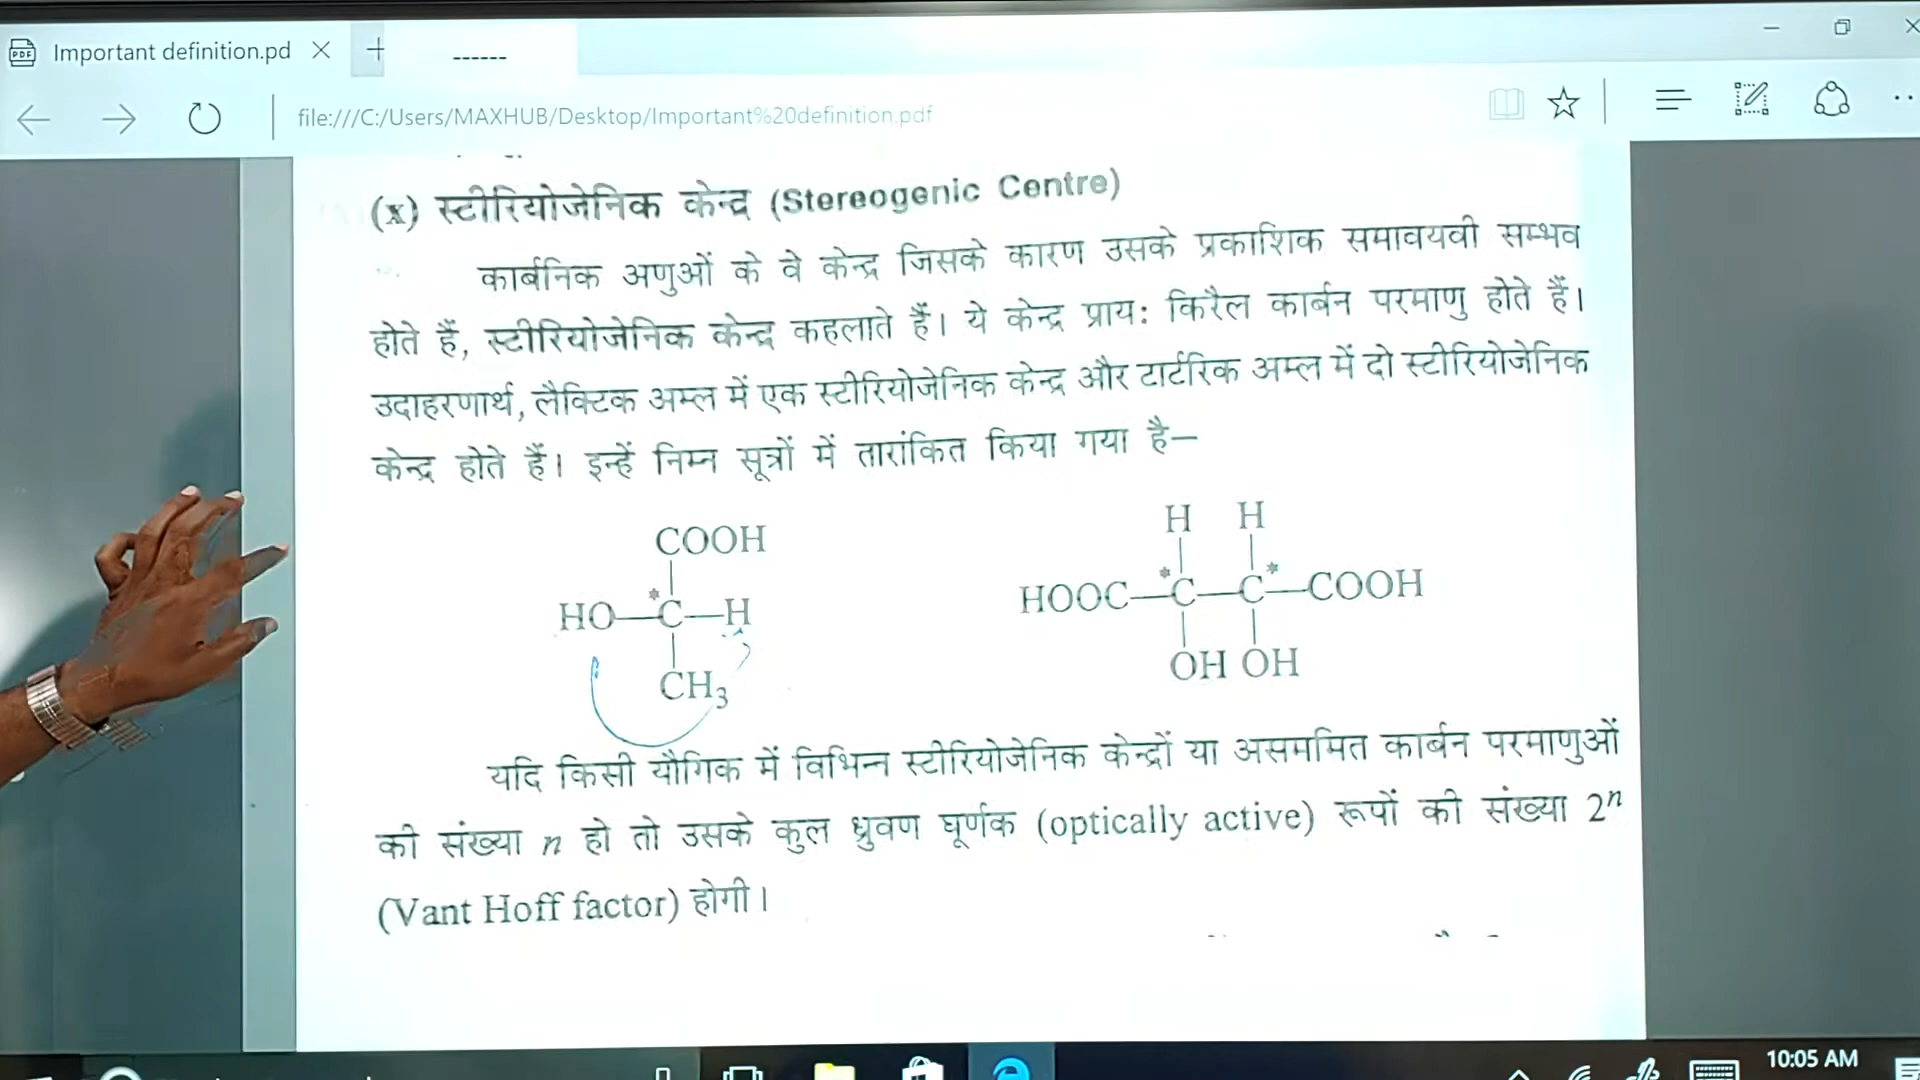 Important definition.pd
------
file:///C:/Users/MAXHUB/Desktop/Important%20definition.pdf
(x) स्टीरियोजेनिक केन्द्र (Stereogenic Centre)
कार्बनिक अणुओं के वे केन्द्र जिसके कारण उसके प्रकाशिक समावयवी सम्भव
होते हैं, स्टीरियोजेनिक केन्द्र कहलाते हैं। ये केन्द्र प्राय: किरैल कार्बन परमाणु होते हैं।
उदाहरणार्थ, लैक्टिक अम्ल में एक स्टीरियोजेनिक केन्द्र और टार्टरिक अम्ल में दो स्टीरियोजेनिक
केन्द्र होते हैं। इन्हें निम्न सूत्रों में तारांकित किया गया है—
COOH
HO—*C—H
CH₃
H H
HOOC—*C—C*—COOH
OH OH
यदि किसी यौगिक में विभिन्न स्टीरियोजेनिक केन्द्रों या असममित कार्बन परमाणुओं
की संख्या n हो तो उसके कुल ध्रुवण घूर्णक (optically active) रूपों की संख्या 2ⁿ
(Vant Hoff factor) होगी।
10:05 AM